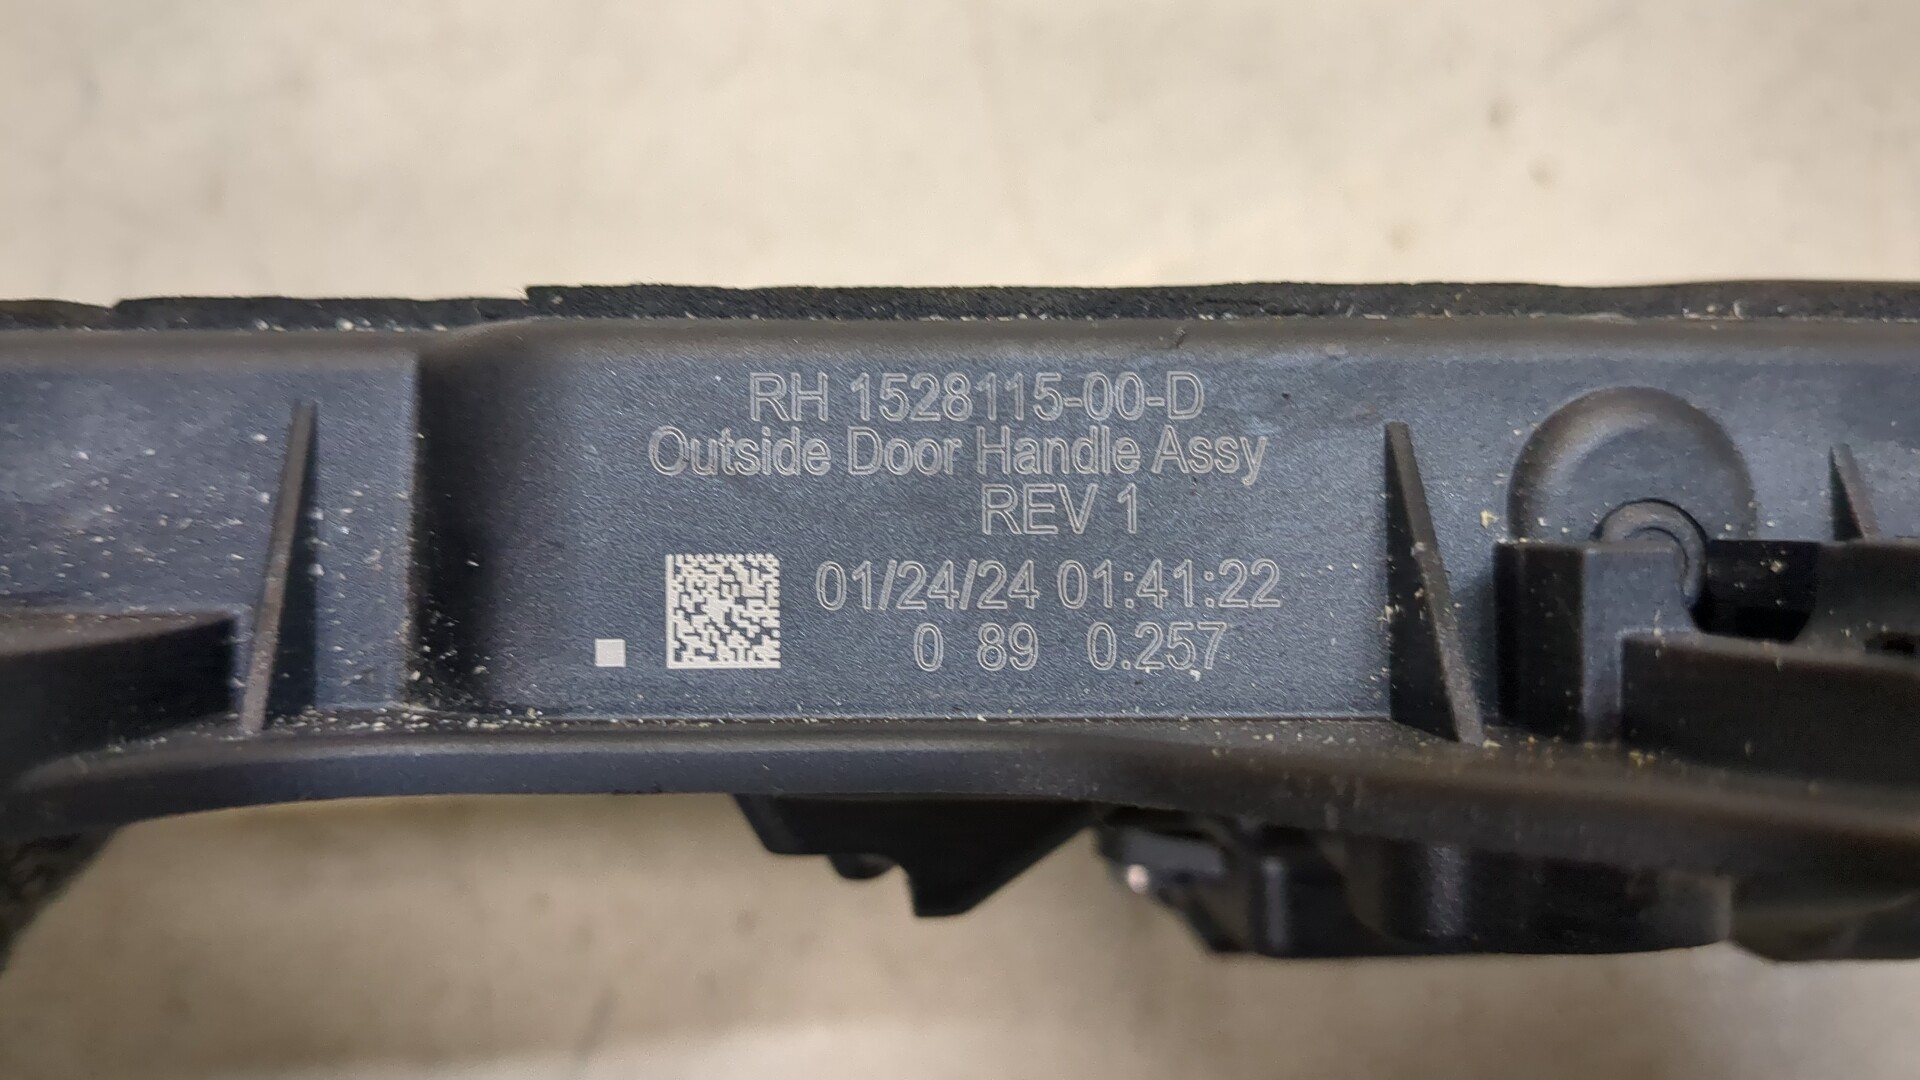 RH 1528115-00-D
Outside Door Handle Assy
REV 1
01/24/24 01:41:22
0 89 0.257